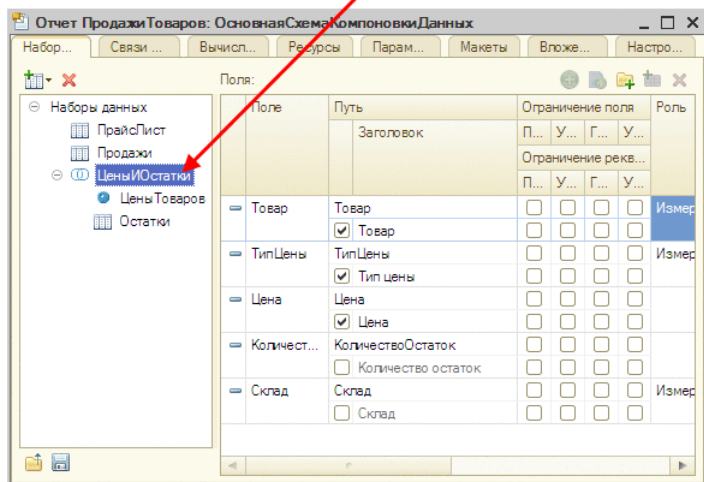 Отчет ПродажиТоваров: ОсновнаяСхемаКомпоновкиДанных
Набор... Связи ... Вычисл... Ресурсы Парам... Макеты Вложе... Настро...
Поля:
Наборы данных
ПрайсЛист
Продажи
ЦеныИОстатки
ЦеныТоваров
Остатки
Поле Путь Ограничение поля Роль
Заголовок П... У... Г... У...
Ограничение рекв...
П... У... Г... У...
Товар Товар Измер
Товар
ТипЦены ТипЦены Измер
Тип цены
Цена Цена
Цена
Количест... КоличествоОстаток
Количество остаток
Склад Склад Измер
Склад